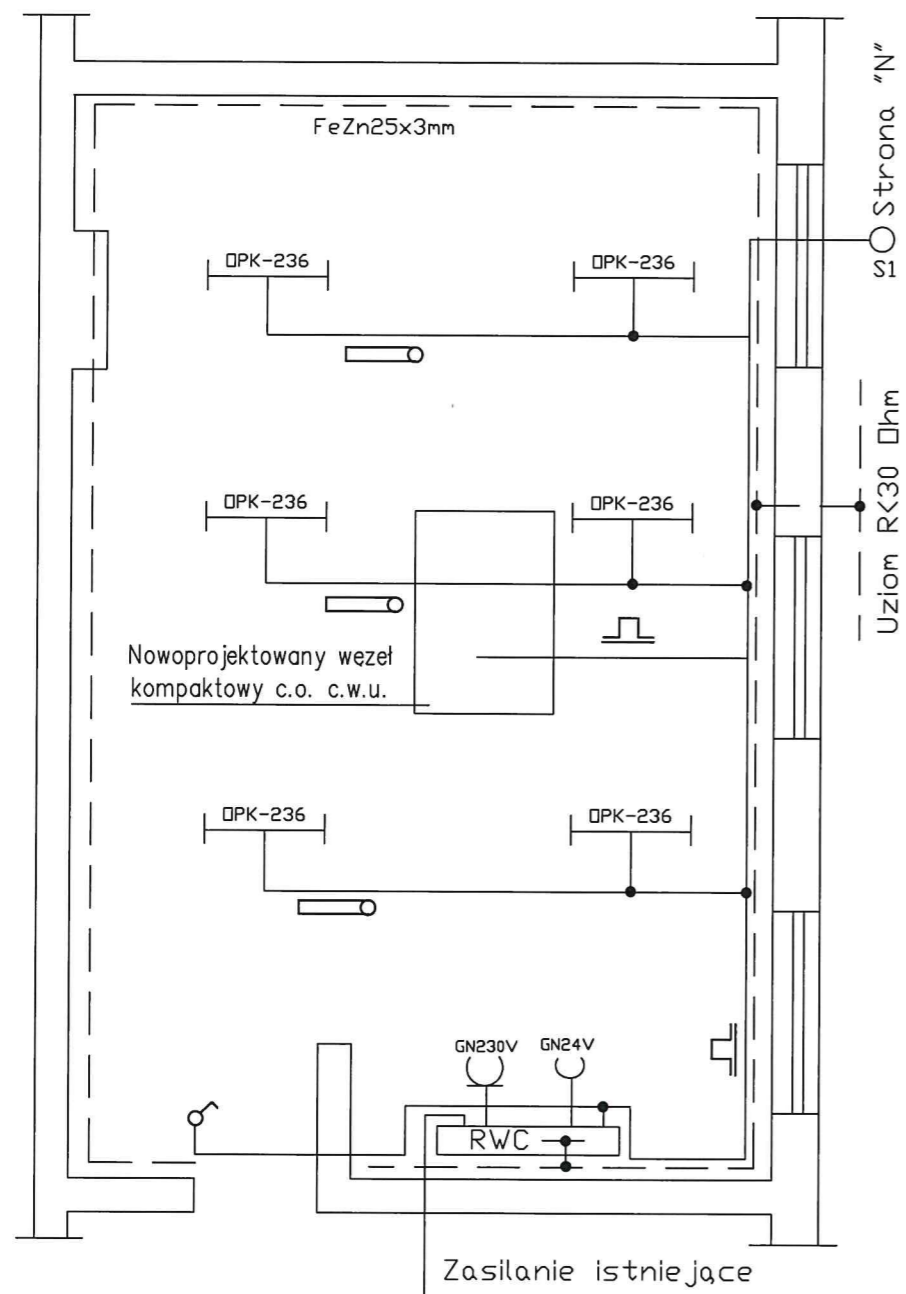 FeZn25x3mm
Strona "N"
S1
OPK-236
OPK-236
Uziom R<30 Ohm
OPK-236
OPK-236
Nowoprojektowany węzeł
kompaktowy c.o. c.w.u.
OPK-236
OPK-236
GN230V
GN24V
RWC
Zasilanie istniejące